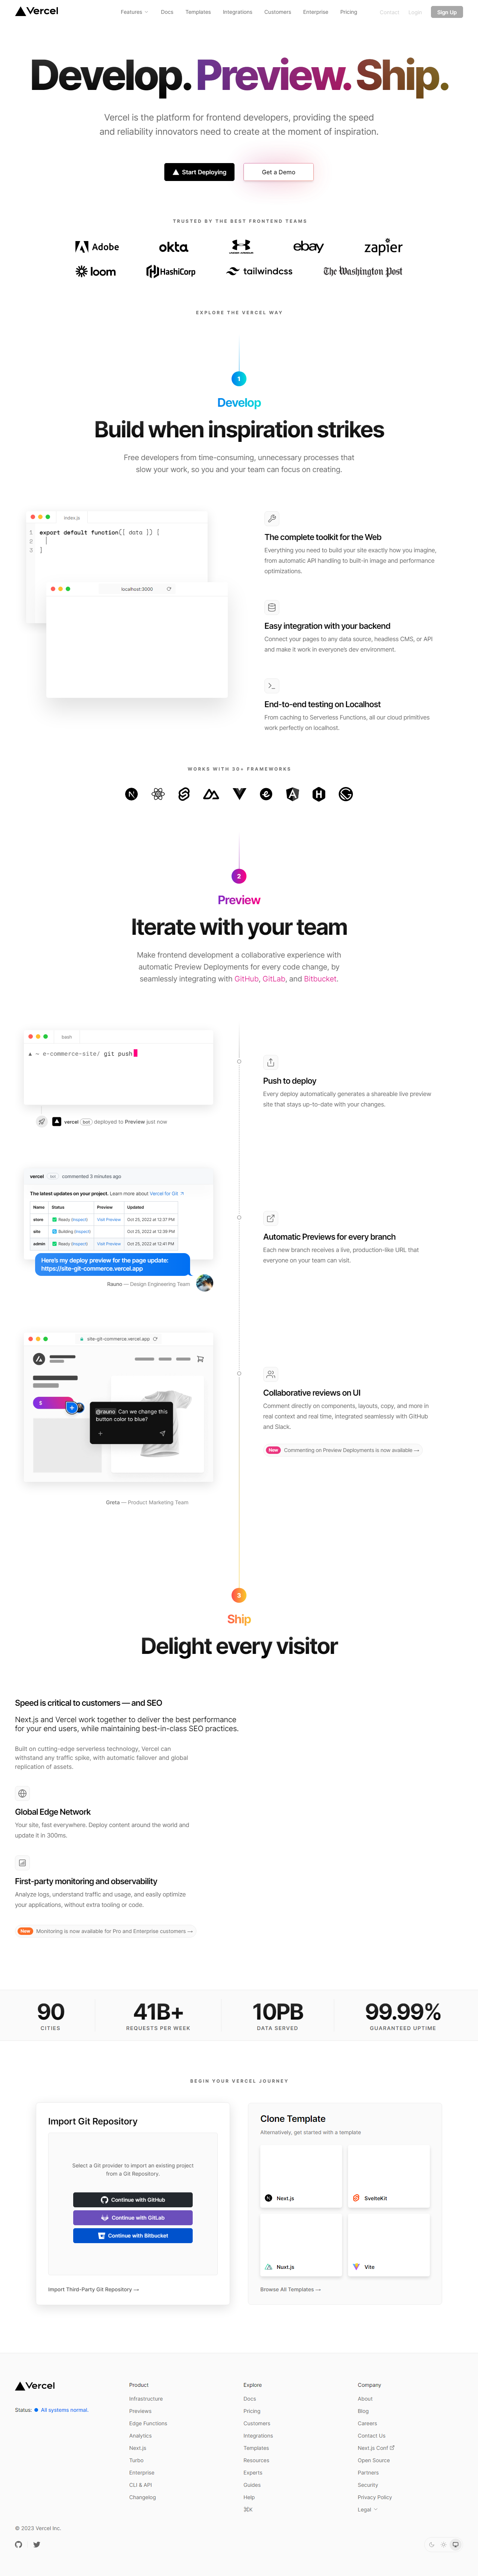 Vercel
Features
Docs
Templates
Integrations
Customers
Enterprise
Pricing
Contact
Login
Sign Up
Develop. Preview. Ship.
Vercel is the platform for frontend developers, providing the speed
and reliability innovators need to create at the moment of inspiration.
Start Deploying
Get a Demo
TRUSTED BY THE BEST FRONTEND TEAMS
Adobe
okta
UNDER ARMOUR
ebay
zapier
loom
HashiCorp
tailwindcss
The Washington Post
EXPLORE THE VERCEL WAY
1
Develop
Build when inspiration strikes
Free developers from time-consuming, unnecessary processes that
slow your work, so you and your team can focus on creating.
index.js
1 export default function({ data }) {
2
3 }
localhost:3000
The complete toolkit for the Web
Everything you need to build your site exactly how you imagine,
from automatic API handling to built-in image and performance
optimizations.
Easy integration with your backend
Connect your pages to any data source, headless CMS, or API
and make it work in everyone's dev environment.
End-to-end testing on Localhost
From caching to Serverless Functions, all our cloud primitives
work perfectly on localhost.
WORKS WITH 30+ FRAMEWORKS
2
Preview
Iterate with your team
Make frontend development a collaborative experience with
automatic Preview Deployments for every code change, by
seamlessly integrating with GitHub, GitLab, and Bitbucket.
bash
▲ ~ e-commerce-site/ git push
vercel bot deployed to Preview just now
Push to deploy
Every deploy automatically generates a shareable live preview
site that stays up-to-date with your changes.
vercel bot commented 3 minutes ago
The latest updates on your project. Learn more about Vercel for Git ↗
Name Status Preview Updated
store Ready (Inspect) Visit Preview Oct 25, 2022 at 12:37 PM
site Building (Inspect) Oct 25, 2022 at 12:39 PM
admin Ready (Inspect) Visit Preview Oct 25, 2022 at 12:41 PM
Here's my deploy preview for the page update:
https://site-git-commerce.vercel.app
Rauno — Design Engineering Team
Automatic Previews for every branch
Each new branch receives a live, production-like URL that
everyone on your team can visit.
site-git-commerce.vercel.app
$
@rauno Can we change this
button color to blue?
Greta — Product Marketing Team
Collaborative reviews on UI
Comment directly on components, layouts, copy, and more in
real context and real time, integrated seamlessly with GitHub
and Slack.
New Commenting on Preview Deployments is now available →
3
Ship
Delight every visitor
Speed is critical to customers — and SEO
Next.js and Vercel work together to deliver the best performance
for your end users, while maintaining best-in-class SEO practices.
Built on cutting-edge serverless technology, Vercel can
withstand any traffic spike, with automatic failover and global
replication of assets.
Global Edge Network
Your site, fast everywhere. Deploy content around the world and
update it in 300ms.
First-party monitoring and observability
Analyze logs, understand traffic and usage, and easily optimize
your applications, without extra tooling or code.
New Monitoring is now available for Pro and Enterprise customers →
90
CITIES
41B+
REQUESTS PER WEEK
10PB
DATA SERVED
99.99%
GUARANTEED UPTIME
BEGIN YOUR VERCEL JOURNEY
Import Git Repository
Select a Git provider to import an existing project
from a Git Repository.
Continue with GitHub
Continue with GitLab
Continue with Bitbucket
Import Third-Party Git Repository →
Clone Template
Alternatively, get started with a template
Next.js
SvelteKit
Nuxt.js
Vite
Browse All Templates →
Vercel
Status: All systems normal.
Product
Infrastructure
Previews
Edge Functions
Analytics
Next.js
Turbo
Enterprise
CLI & API
Changelog
Explore
Docs
Pricing
Customers
Integrations
Templates
Resources
Experts
Guides
Help
Company
About
Blog
Careers
Contact Us
Next.js Conf
Open Source
Partners
Security
Privacy Policy
Legal
© 2023 Vercel Inc.